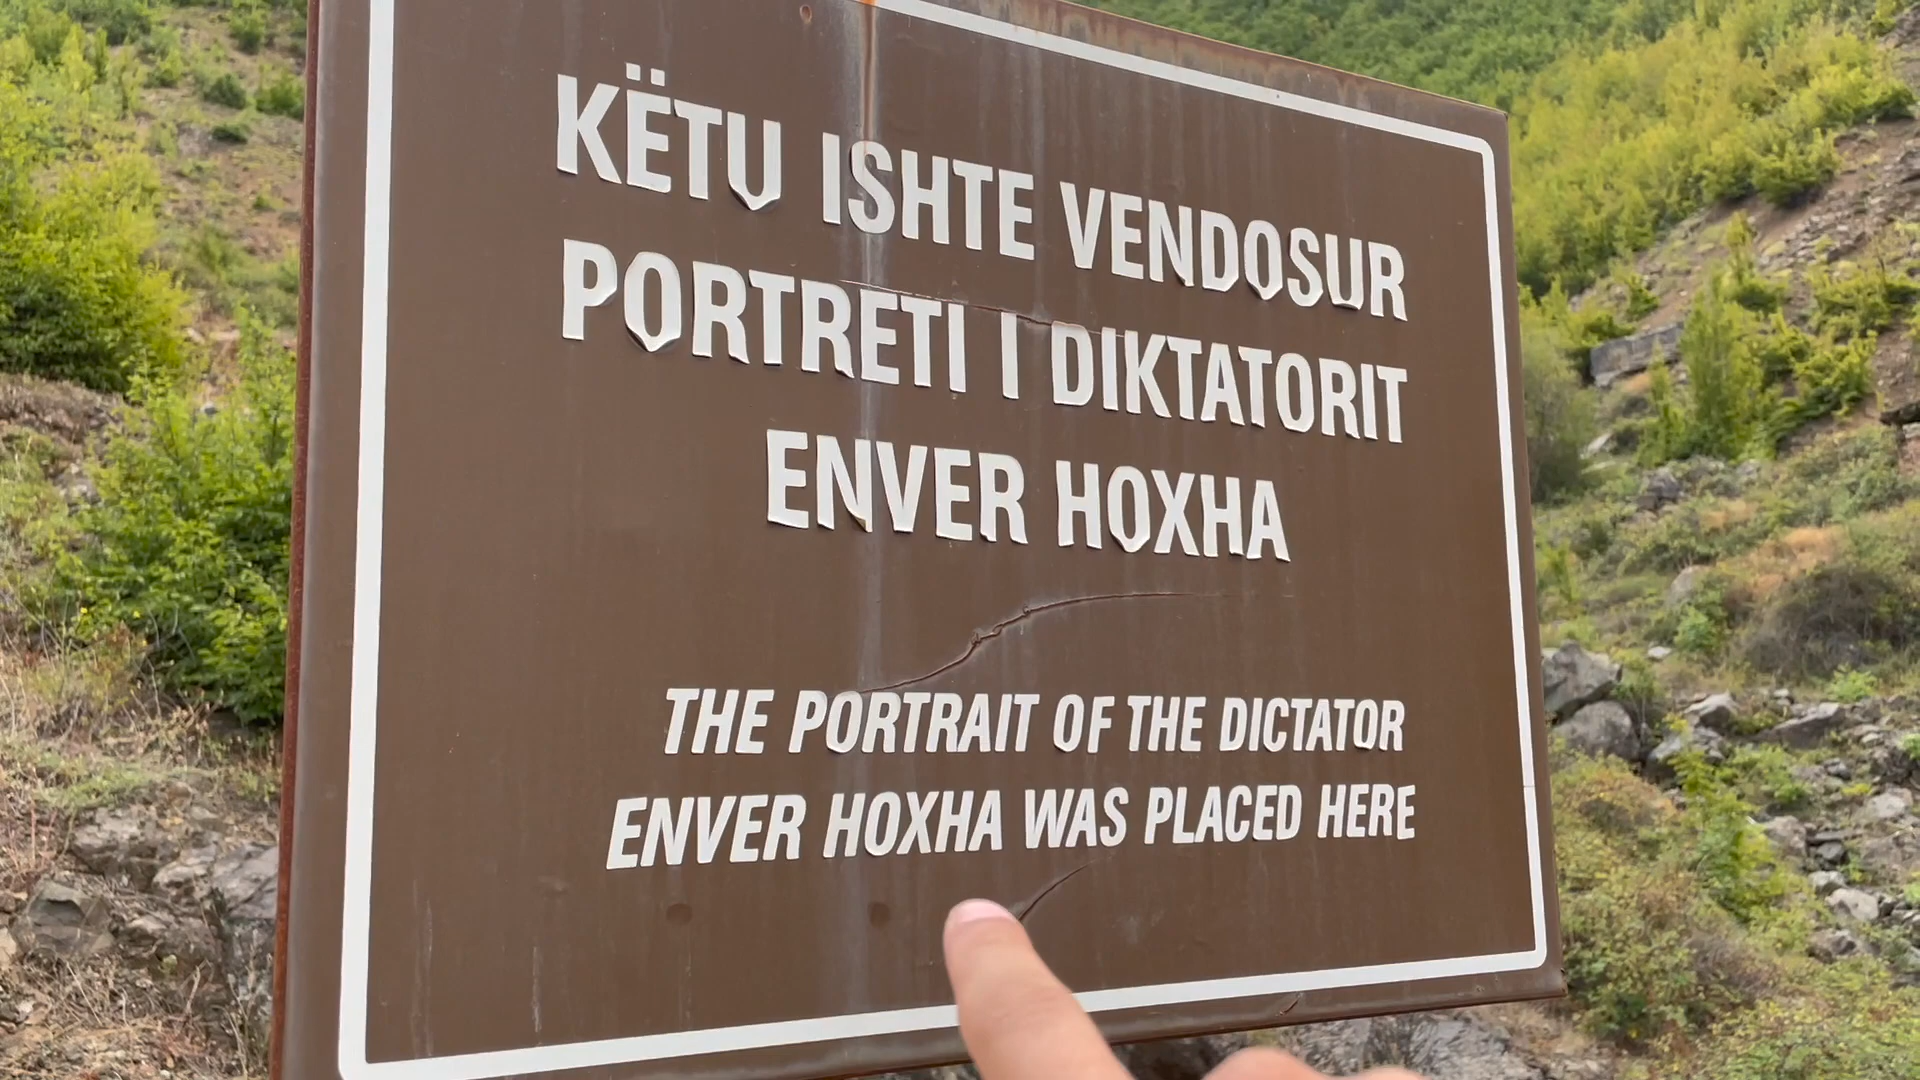 KËTU ISHTE VENDOSUR
PORTRETI I DIKTATORIT
ENVER HOXHA
THE PORTRAIT OF THE DICTATOR
ENVER HOXHA WAS PLACED HERE